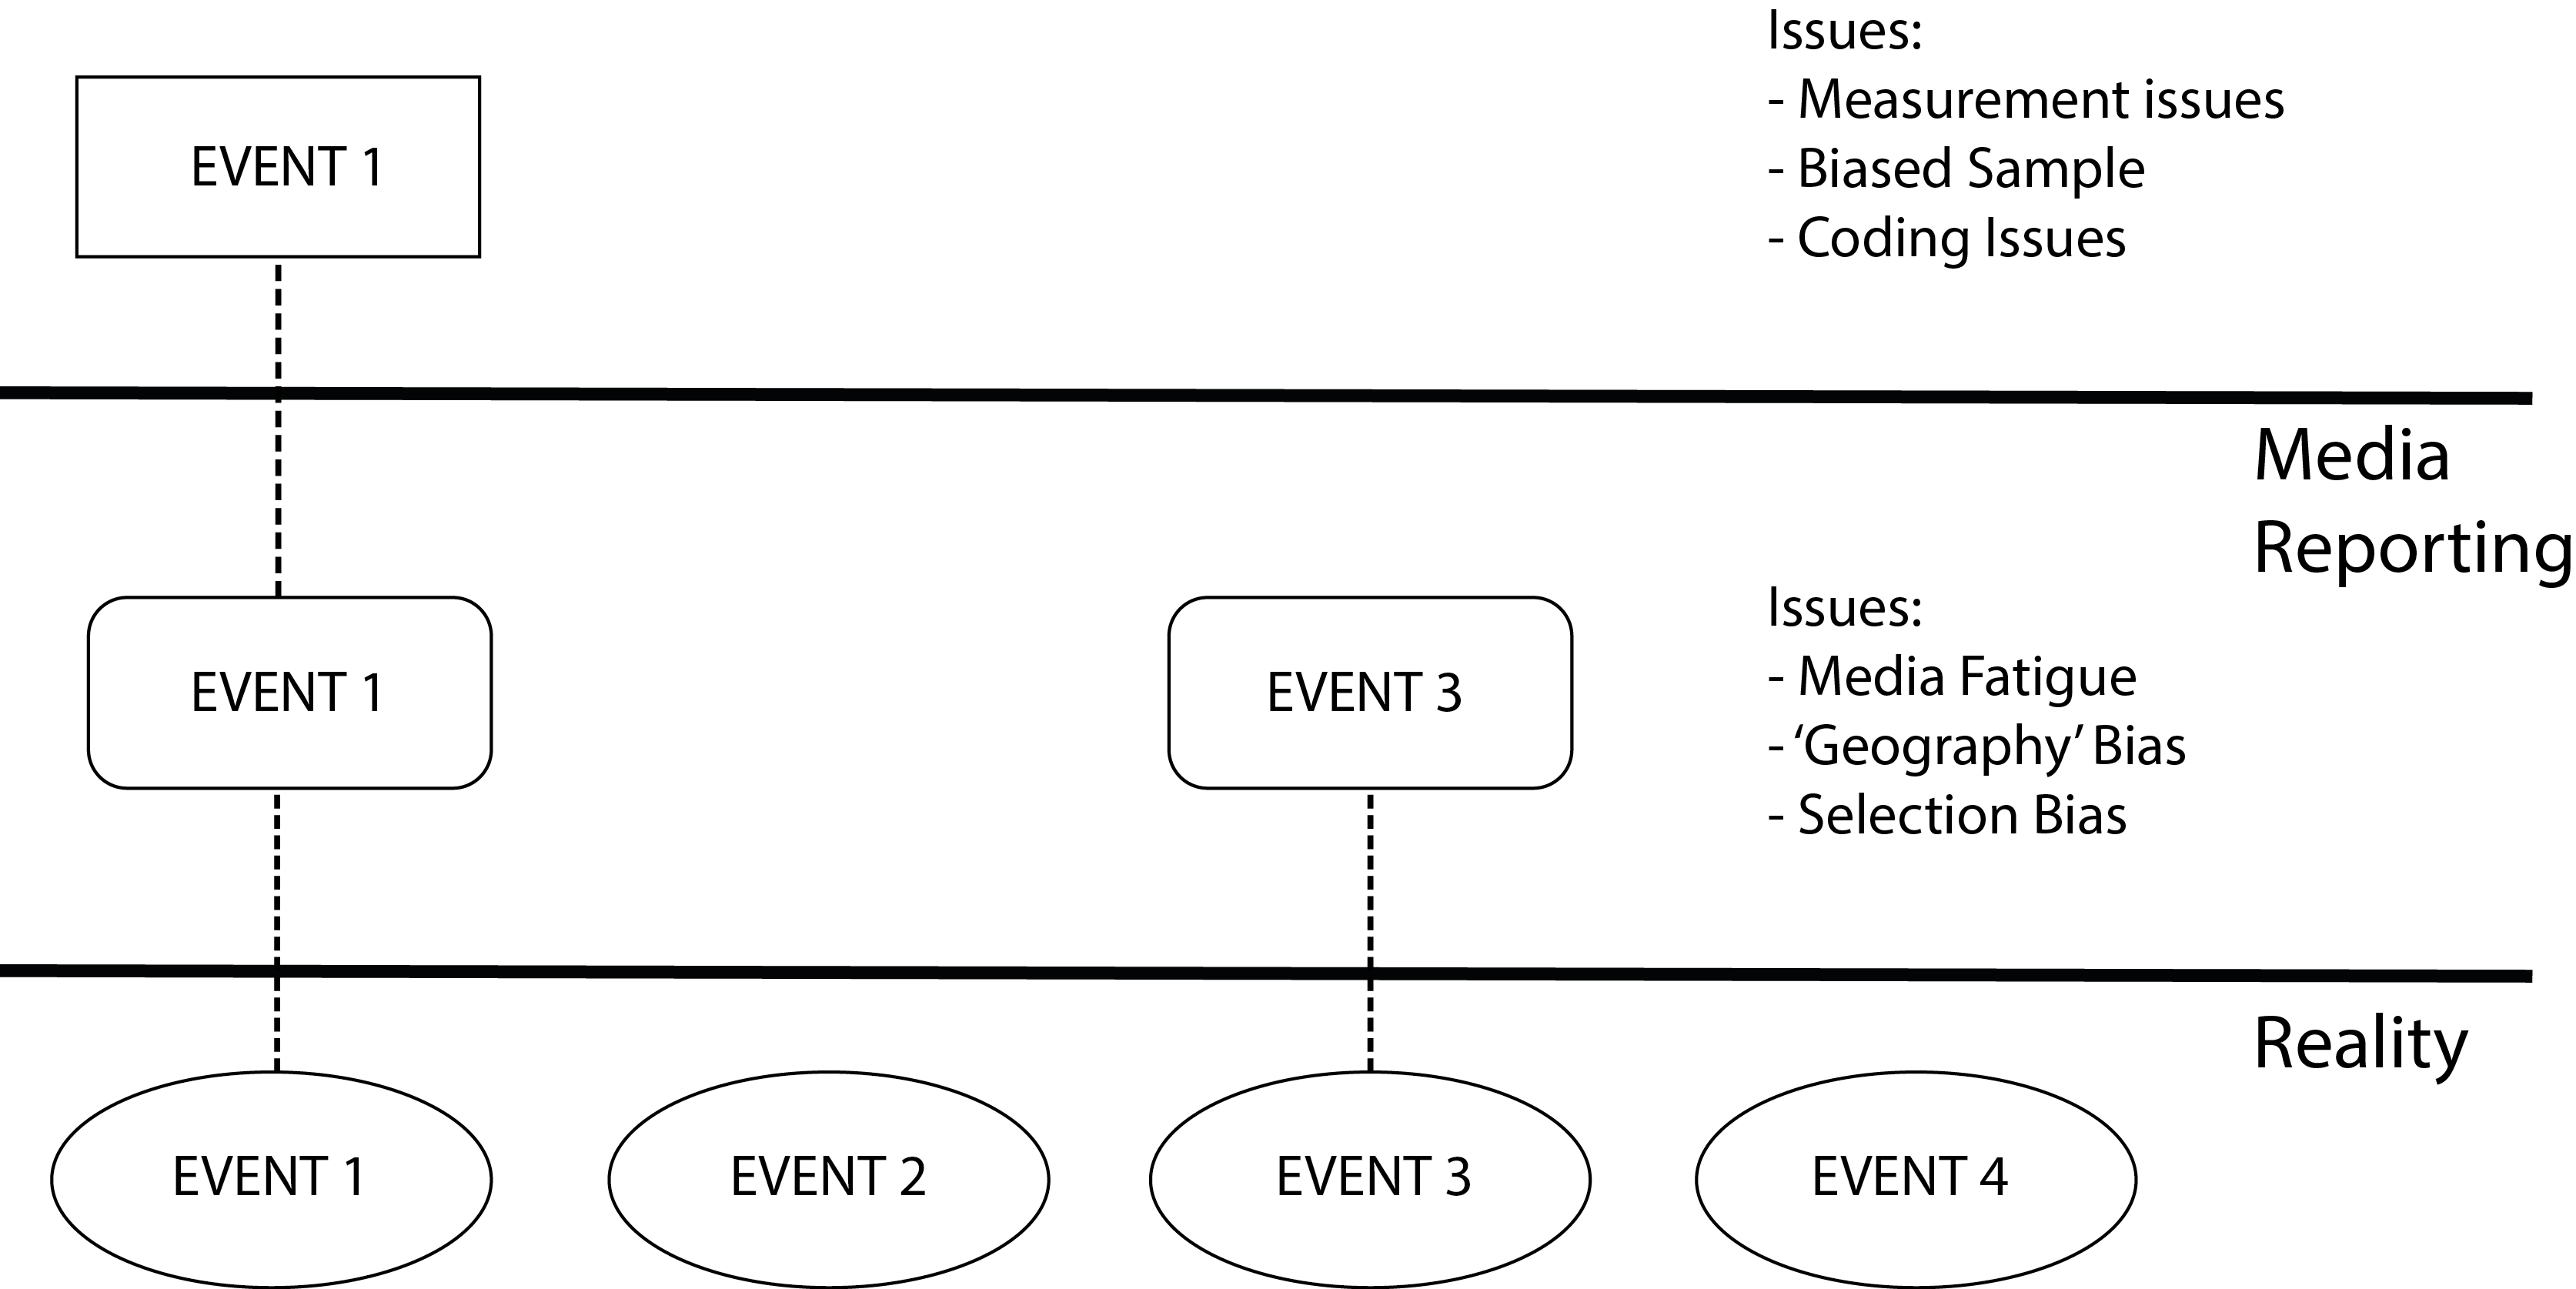 Issues:
- Measurement issues
- Biased Sample
- Coding Issues
EVENT 1
Media
Reporting
Issues:
- Media Fatigue
- ‘Geography’ Bias
- Selection Bias
EVENT 1
EVENT 3
Reality
EVENT 1
EVENT 2
EVENT 3
EVENT 4